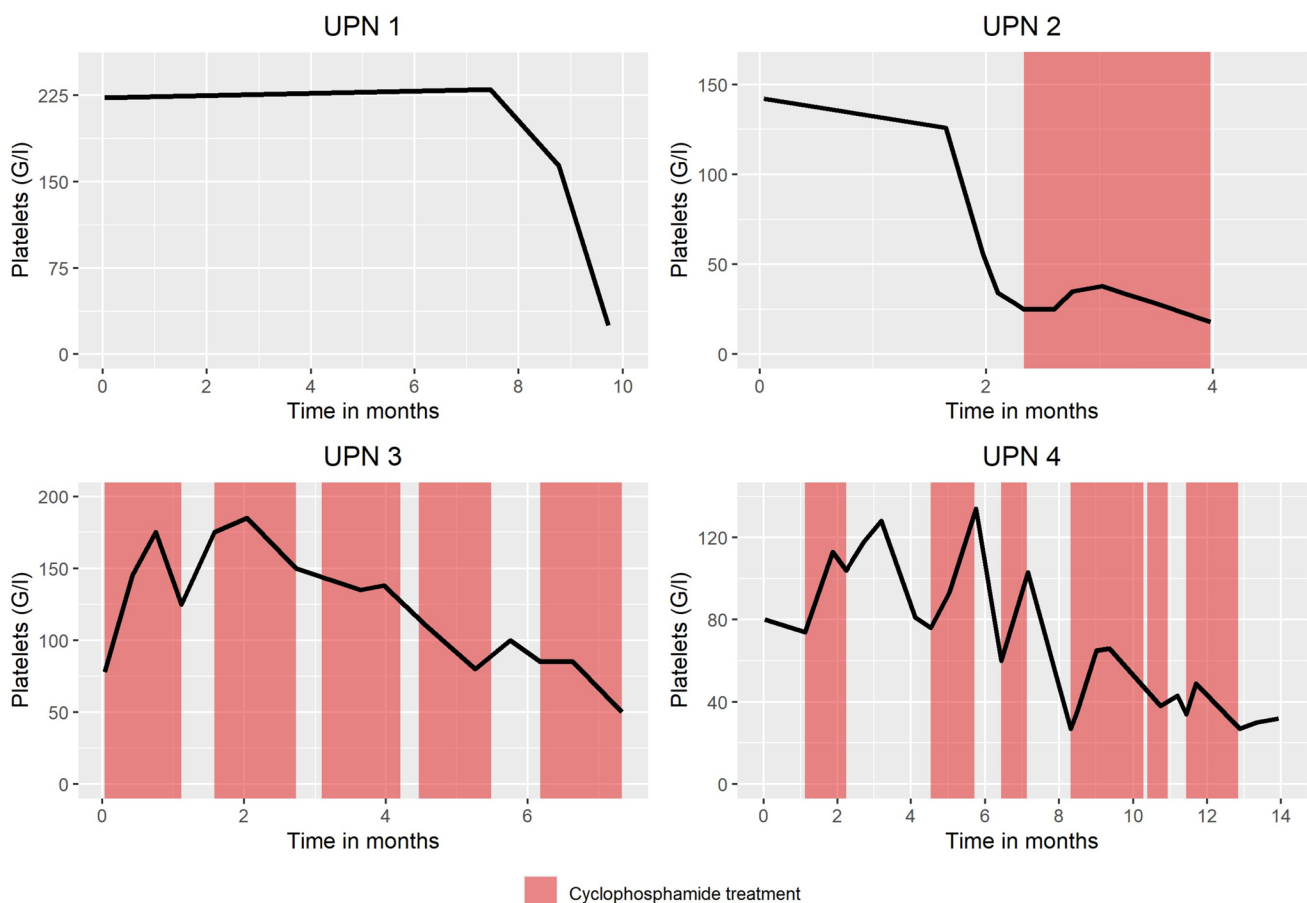 UPN 1
225
150
75
0
Platelets (G/l)
0 2 4 6 8 10
Time in months
UPN 2
150
100
50
0
Platelets (G/l)
0 2 4
Time in months
UPN 3
200
150
100
50
0
Platelets (G/l)
0 2 4 6
Time in months
UPN 4
120
80
40
0
Platelets (G/l)
0 2 4 6 8 10 12 14
Time in months
Cyclophosphamide treatment